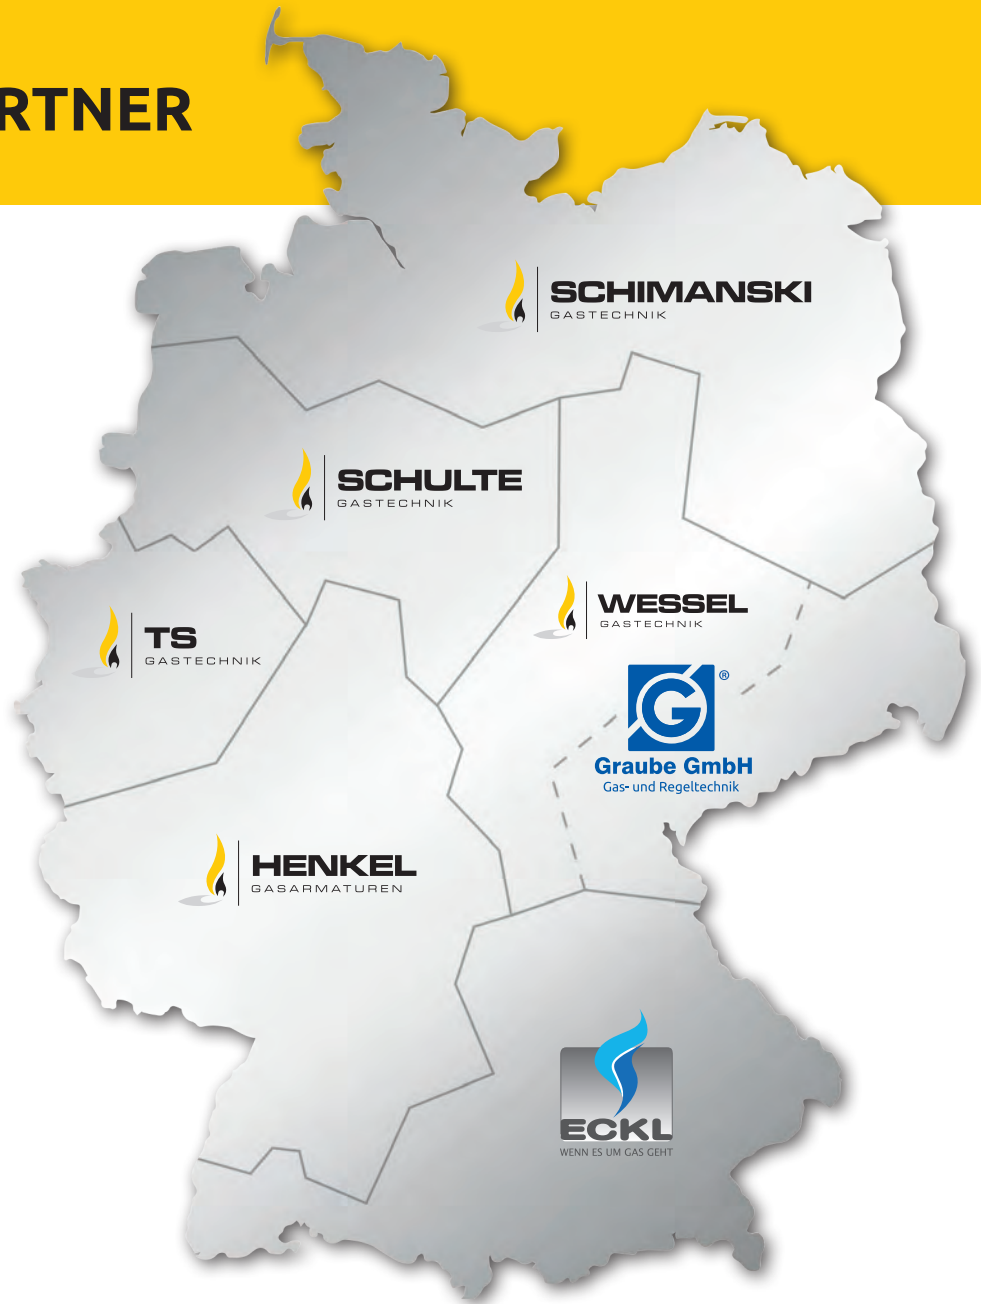 RTNER
SCHIMANSKI
GASTECHNIK
SCHULTE
GASTECHNIK
WESSEL
GASTECHNIK
TS
GASTECHNIK
G®
Graube GmbH
Gas- und Regeltechnik
HENKEL
GASARMATUREN
ECKL
WENN ES UM GAS GEHT